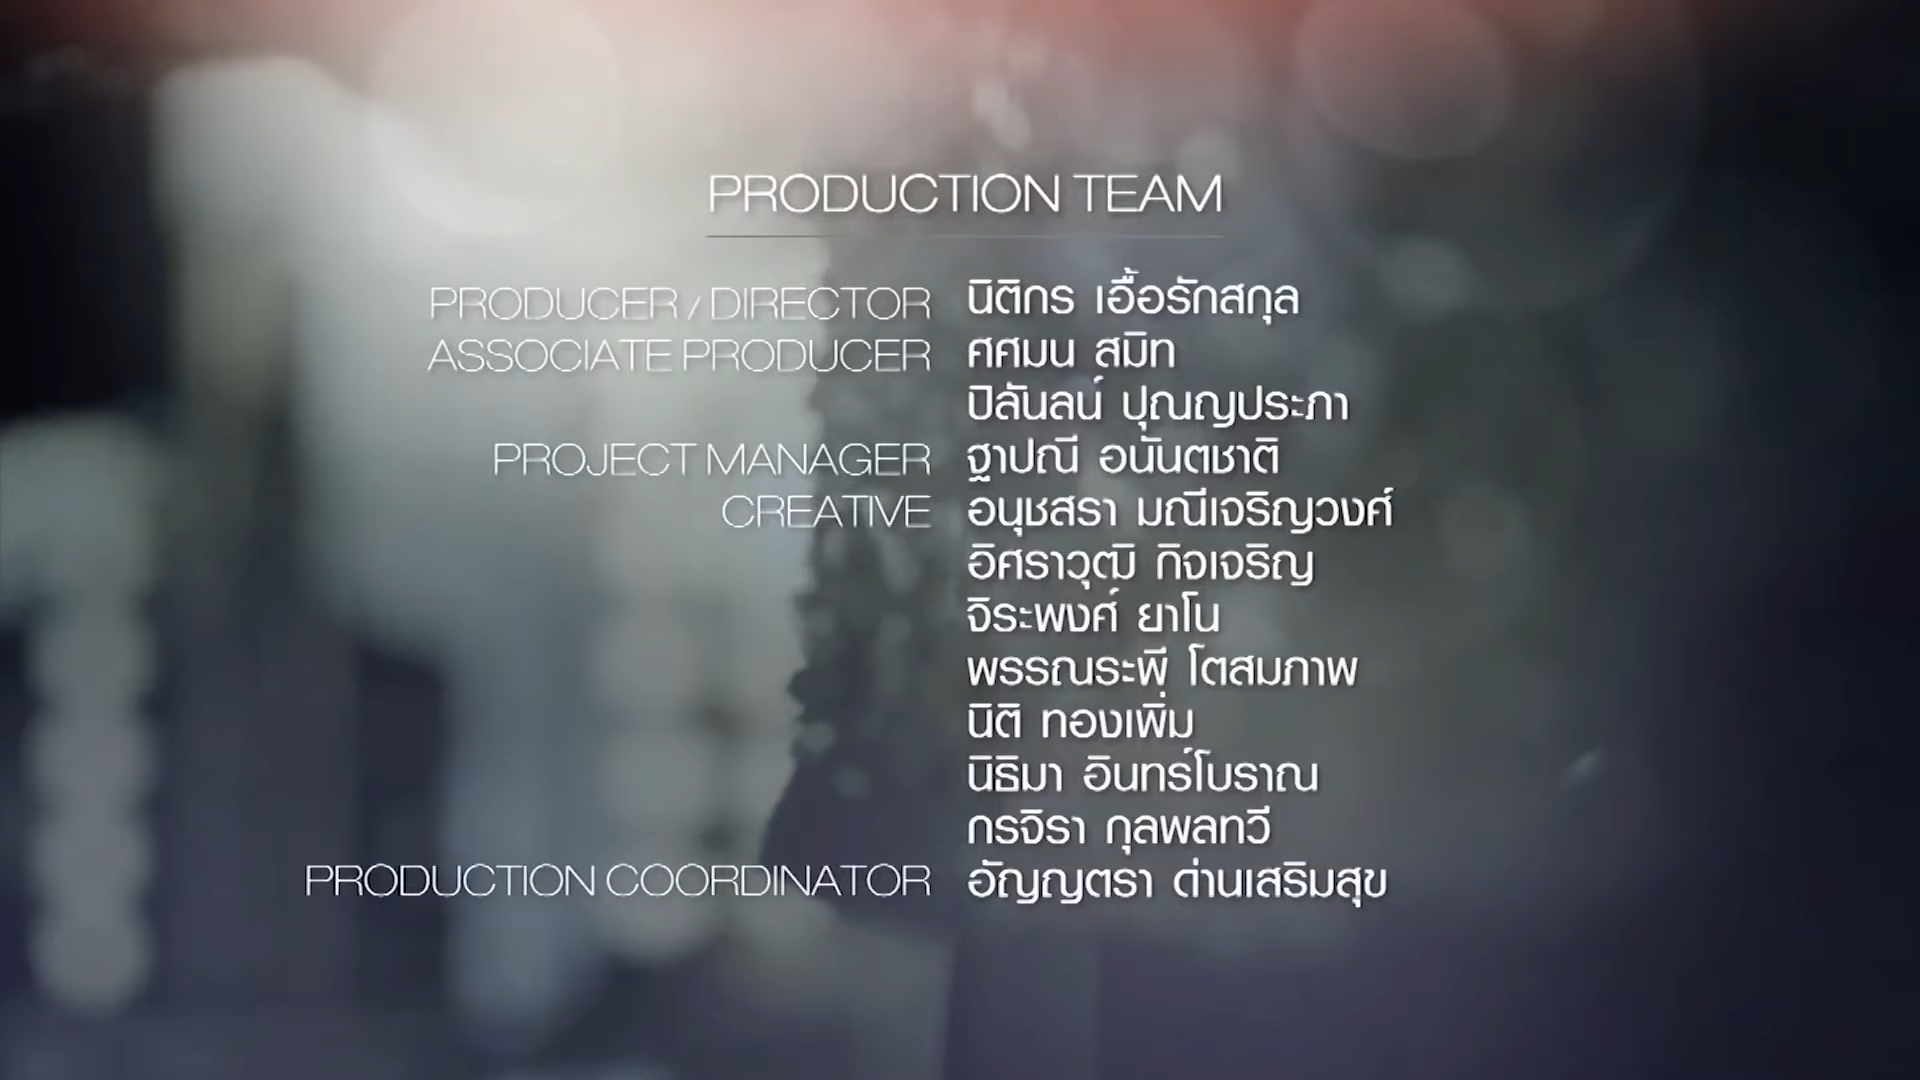 PRODUCTION TEAM
PRODUCER / DIRECTOR นิติกร เอื้อรักสกุล
ASSOCIATE PRODUCER ศศมน สมิท
ปิลันลน์ ปุณญประภา
PROJECT MANAGER ฐาปณี อนันตชาติ
CREATIVE อนุชสรา มณีเจริญวงศ์
อิศราวุฒิ กิจเจริญ
จิระพงศ์ ยาโน
พรรณระพี โตสมภาพ
นิติ ทองเพิ่ม
นิธิมา อินทร์โบราณ
กรจิรา กุลพลทวี
PRODUCTION COORDINATOR อัญญตรา ด่านเสริมสุข